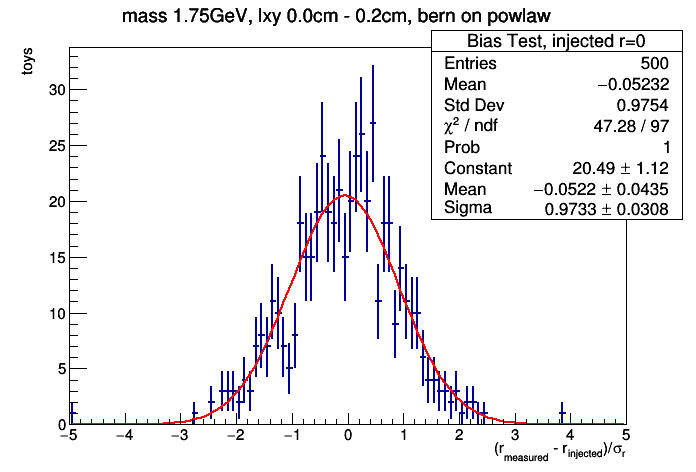 mass 1.75GeV, lxy 0.0cm - 0.2cm, bern on powlaw
Bias Test, injected r=0
Entries 500
Mean −0.05232
Std Dev 0.9754
χ² / ndf 47.28 / 97
Prob 1
Constant 20.49 ± 1.12
Mean −0.0522 ± 0.0435
Sigma 0.9733 ± 0.0308
toys
30
25
20
15
10
5
0
−5 −4 −3 −2 −1 0 1 2 3 4 5
(r_measured - r_injected)/σ_r